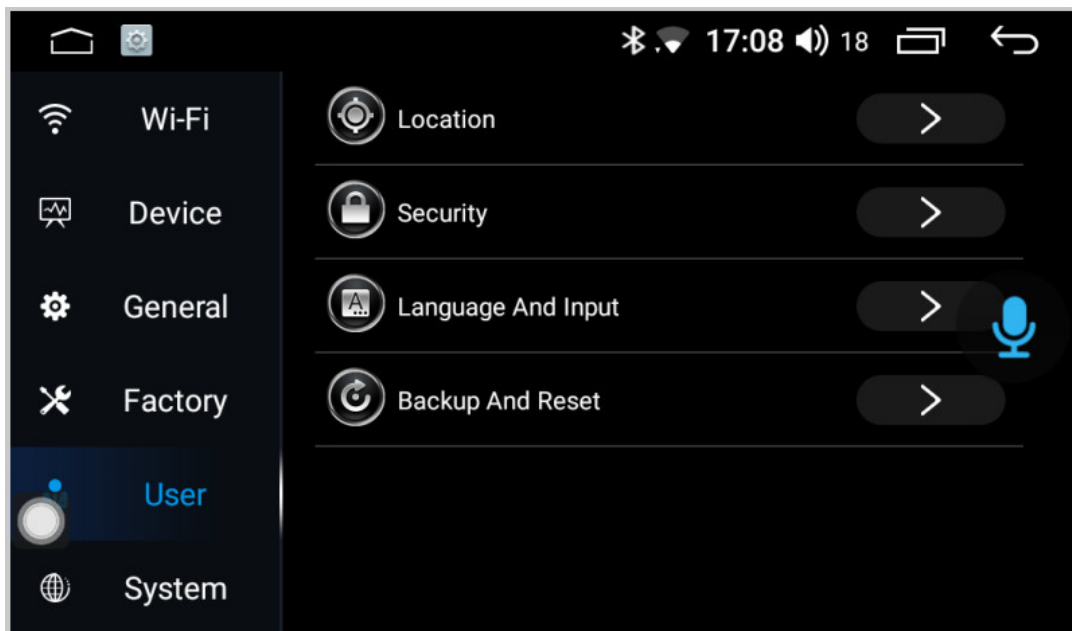 17:08 18
Wi-Fi
Device
General
Factory
User
System
Location
Security
Language And Input
Backup And Reset